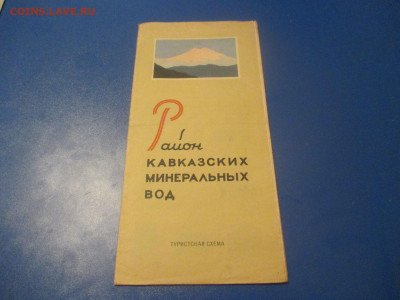 COINS.LAVE.RU
Район
КАВКАЗСКИХ
МИНЕРАЛЬНЫХ
ВОД
ТУРИСТСКАЯ СХЕМА